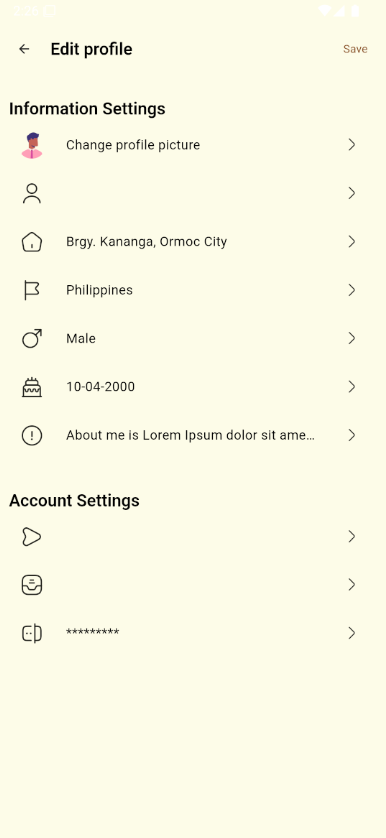 Edit profile
Save
Information Settings
Change profile picture
Brgy. Kananga, Ormoc City
Philippines
Male
10-04-2000
About me is Lorem Ipsum dolor sit ame...
Account Settings
*********